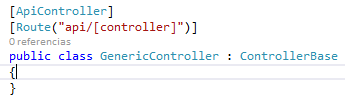 [ApiController]
[Route("api/[controller]")]
0 referencias
public class GenericController : ControllerBase
{
}